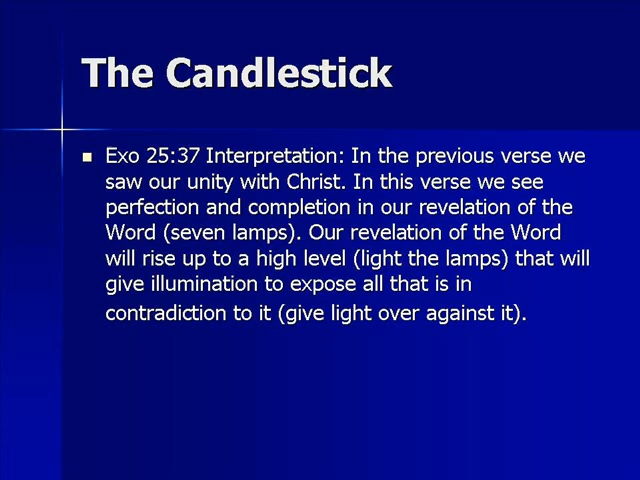 The Candlestick
Exo 25:37 Interpretation: In the previous verse we
saw our unity with Christ. In this verse we see
perfection and completion in our revelation of the
Word (seven lamps). Our revelation of the Word
will rise up to a high level (light the lamps) that will
give illumination to expose all that is in
contradiction to it (give light over against it).